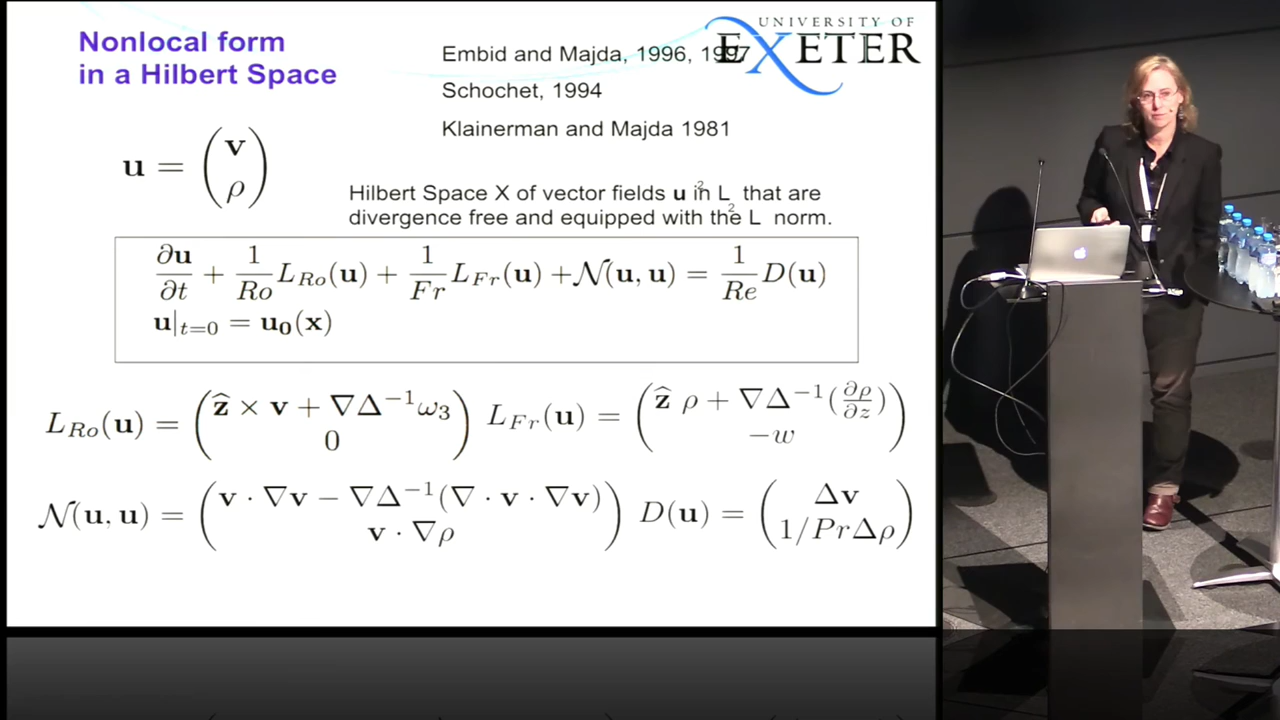 Nonlocal form
in a Hilbert Space
Embid and Majda, 1996, 1997
Schochet, 1994
Klainerman and Majda 1981
UNIVERSITY OF
EXETER
u = (v
ρ)
Hilbert Space X of vector fields u in L² that are
divergence free and equipped with the L² norm.
∂u/∂t + 1/Ro L_Ro(u) + 1/Fr L_Fr(u) + 𝒩(u, u) = 1/Re D(u)
u|_{t=0} = u₀(x)
L_Ro(u) = (ẑ × v + ∇Δ⁻¹ω₃
0)
L_Fr(u) = (ẑ ρ + ∇Δ⁻¹(∂ρ/∂z)
−w)
𝒩(u, u) = (v · ∇v − ∇Δ⁻¹(∇ · v · ∇v)
v · ∇ρ)
D(u) = (Δv
1/PrΔρ)